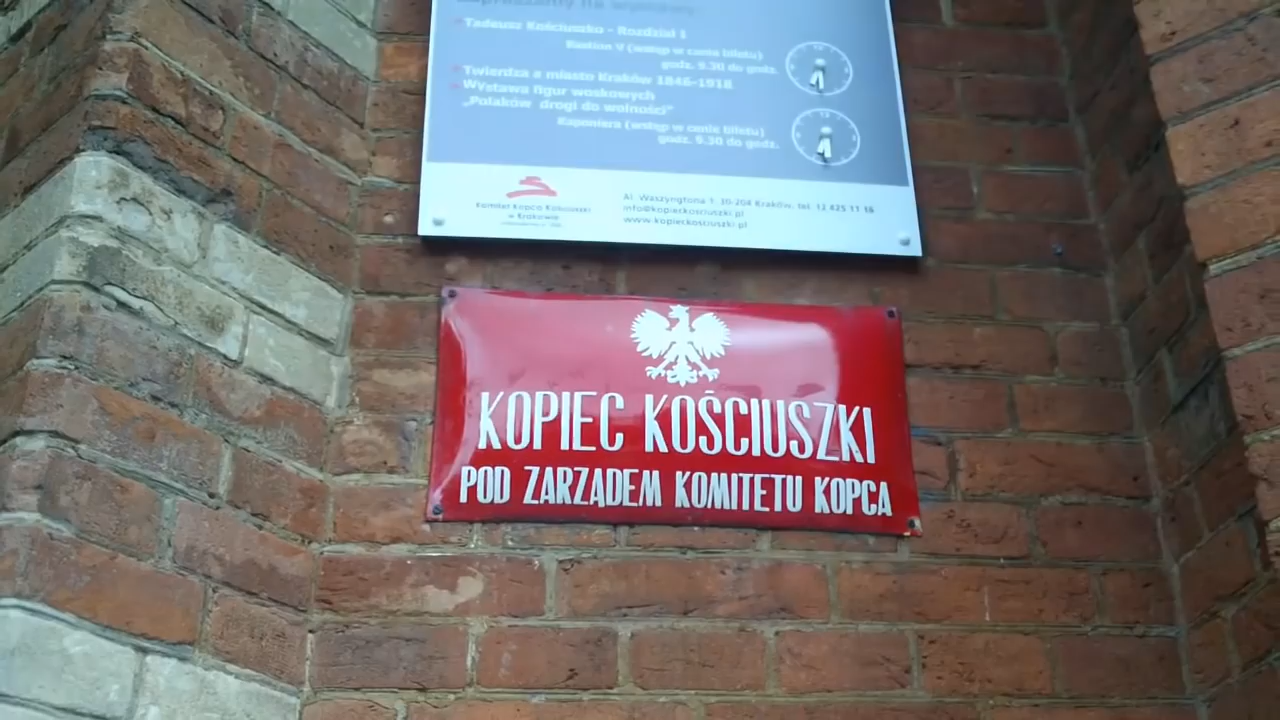 Zapraszamy na wystawy:
Tadeusz Kościuszko - Rozdział I
Bastion V (wstęp w cenie biletu)
godz. 9.30 do godz.
Twierdza a miasto Kraków 1846-1918
Wystawa figur woskowych
„Polaków drogi do wolności”
Kaponiera (wstęp w cenie biletu)
godz. 9.30 do godz.
Komitet Kopca Kościuszki
w Krakowie
Al. Waszyngtona 1, 30-204 Kraków, tel. 12 425 11 16
info@kopieckosciuszki.pl
www.kopieckosciuszki.pl
KOPIEC KOŚCIUSZKI
POD ZARZĄDEM KOMITETU KOPCA